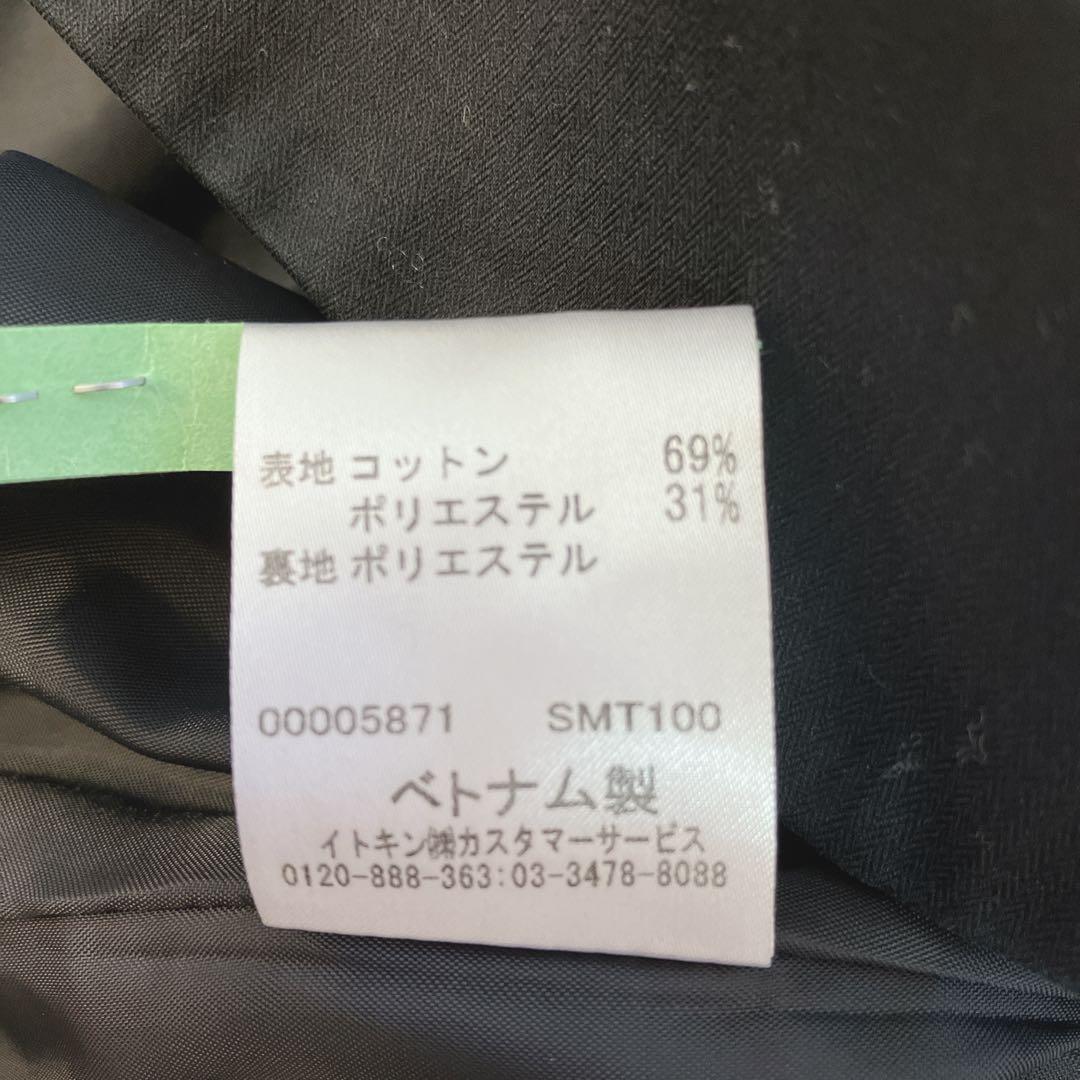 表地 コットン 69%
ポリエステル 31%
裏地 ポリエステル
00005871 SMT100
ベトナム製
イトキン㈱カスタマーサービス
0120-888-363:03-3478-8088